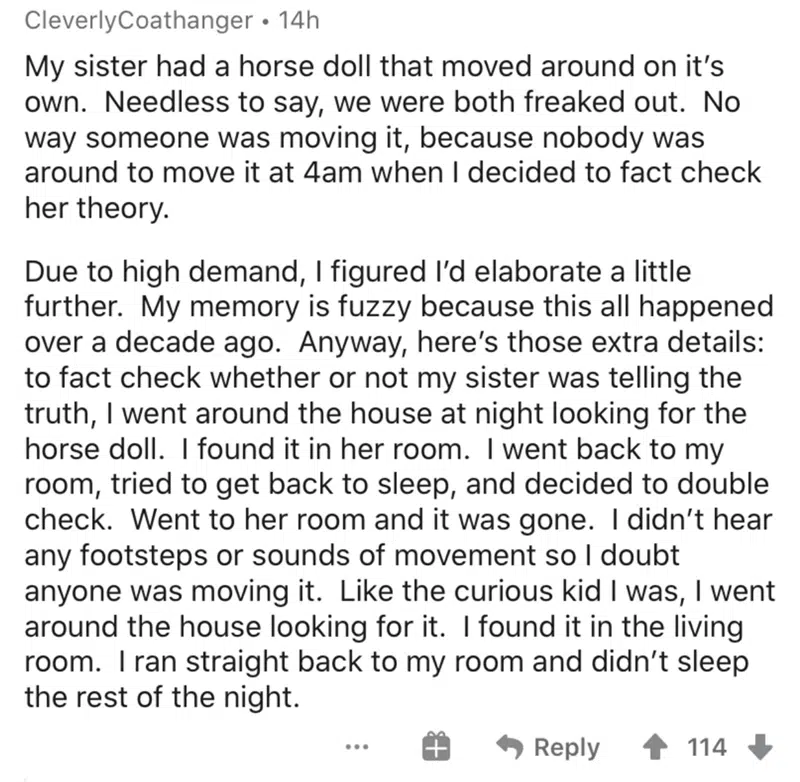 CleverlyCoathanger • 14h
My sister had a horse doll that moved around on it's
own.  Needless to say, we were both freaked out.  No
way someone was moving it, because nobody was
around to move it at 4am when I decided to fact check
her theory.
Due to high demand, I figured I'd elaborate a little
further.  My memory is fuzzy because this all happened
over a decade ago.  Anyway, here's those extra details:
to fact check whether or not my sister was telling the
truth, I went around the house at night looking for the
horse doll.  I found it in her room.  I went back to my
room, tried to get back to sleep, and decided to double
check.  Went to her room and it was gone.  I didn't hear
any footsteps or sounds of movement so I doubt
anyone was moving it.  Like the curious kid I was, I went
around the house looking for it.  I found it in the living
room.  I ran straight back to my room and didn't sleep
the rest of the night.
Reply 114